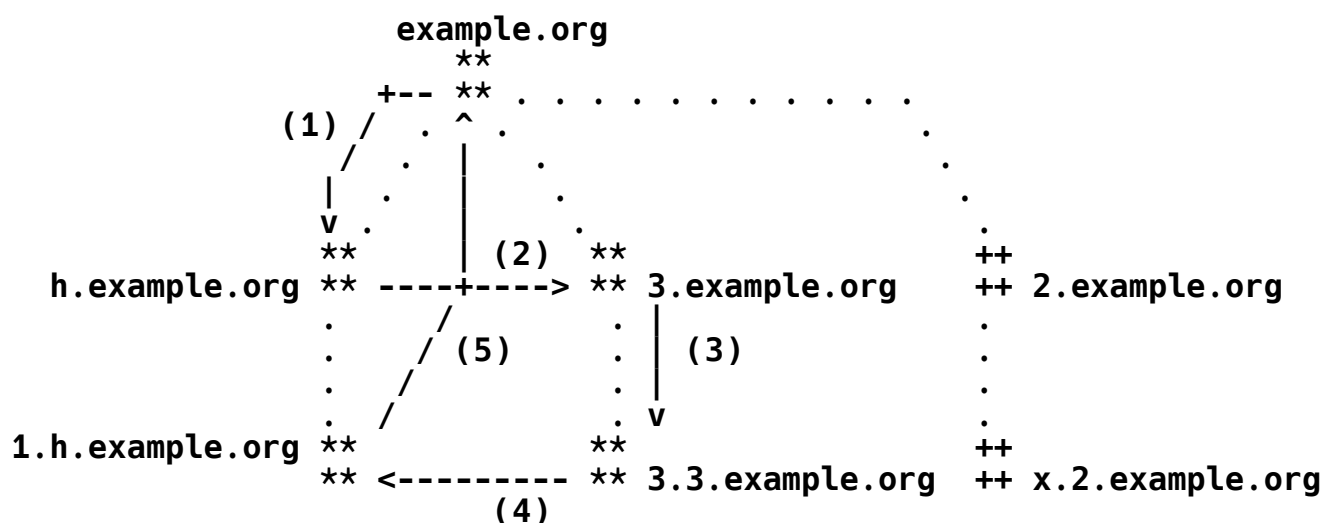 example.org
                       **
                   +-- ** . . . . . . . . . . .
              (1) /   . ^ .                      .
                 /   .  |   .                     .
                |   .   |    .                     .
                v  .    |     .                     .
                **      | (2)  **                  ++
  h.example.org ** ----+----> ** 3.example.org    ++ 2.example.org
                .      /        . |                .
                .     / (5)     . | (3)            .
                .    /          . |                .
                .   /           . v                .
1.h.example.org **             **                  ++
                ** <---------- ** 3.3.example.org  ++ x.2.example.org
                         (4)